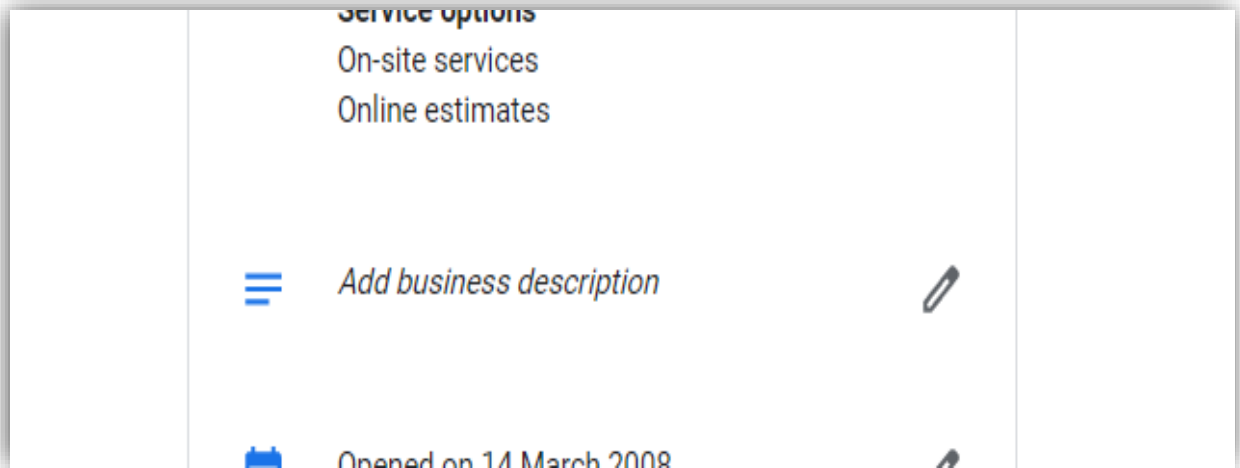 Service options
On-site services
Online estimates
Add business description
Opened on 14 March 2008